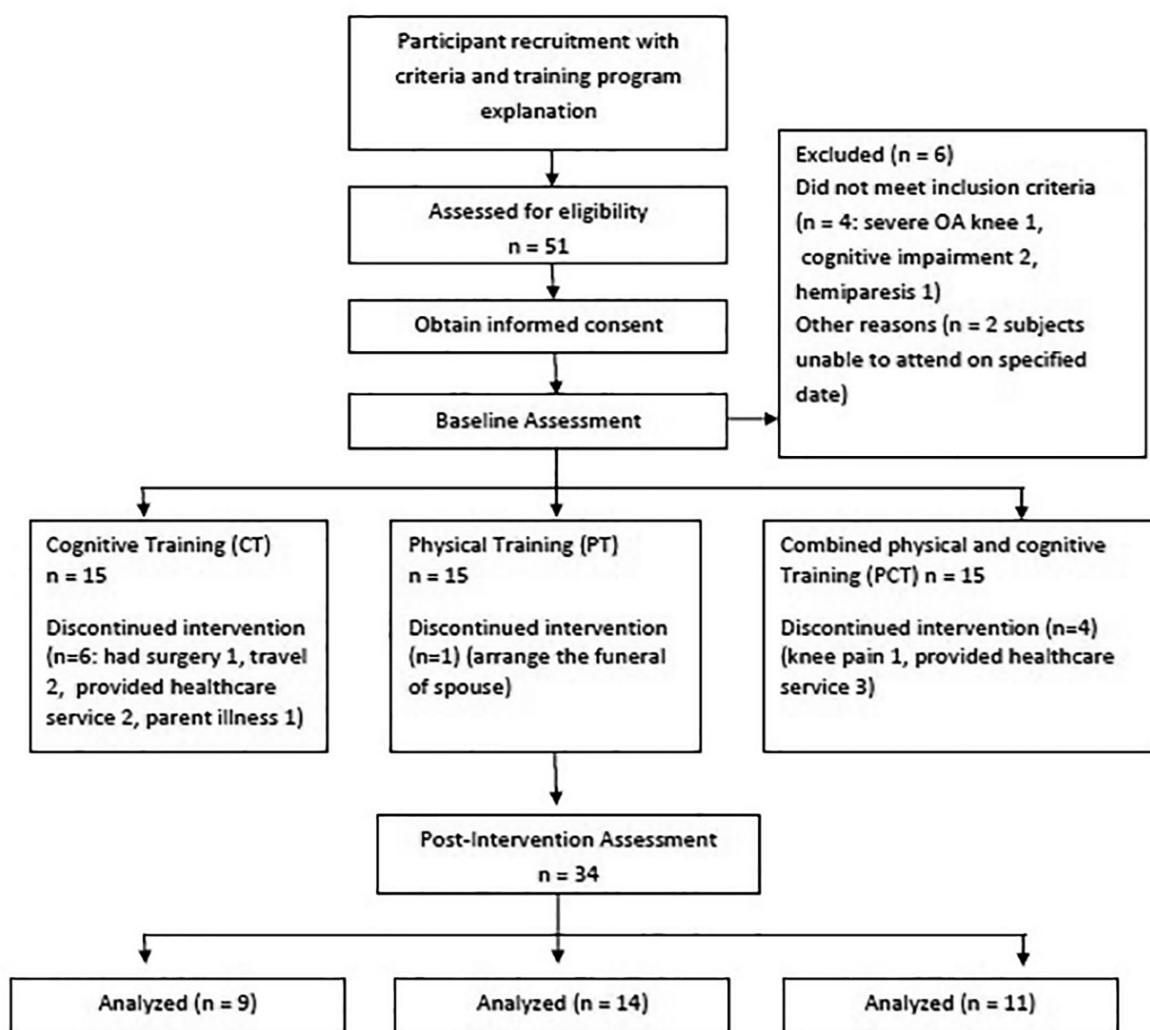 Participant recruitment with
criteria and training program
explanation
Assessed for eligibility
n = 51
Obtain informed consent
Baseline Assessment
Excluded (n = 6)
Did not meet inclusion criteria
(n = 4: severe OA knee 1,
cognitive impairment 2,
hemiparesis 1)
Other reasons (n = 2 subjects
unable to attend on specified
date)
Cognitive Training (CT)
n = 15
Discontinued intervention
(n=6: had surgery 1, travel
2, provided healthcare
service 2, parent illness 1)
Physical Training (PT)
n = 15
Discontinued intervention
(n=1) (arrange the funeral
of spouse)
Combined physical and cognitive
Training (PCT) n = 15
Discontinued intervention (n=4)
(knee pain 1, provided healthcare
service 3)
Post-Intervention Assessment
n = 34
Analyzed (n = 9)
Analyzed (n = 14)
Analyzed (n = 11)